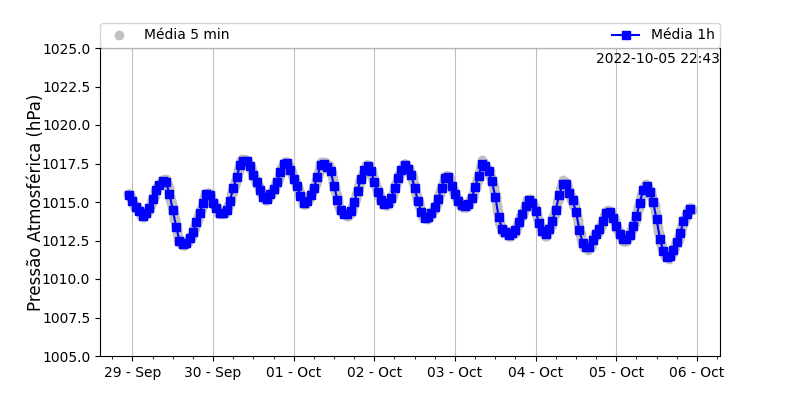 Média 5 min
Média 1h
2022-10-05 22:43
Pressão Atmosférica (hPa)
1025.0
1022.5
1020.0
1017.5
1015.0
1012.5
1010.0
1007.5
1005.0
29 - Sep
30 - Sep
01 - Oct
02 - Oct
03 - Oct
04 - Oct
05 - Oct
06 - Oct